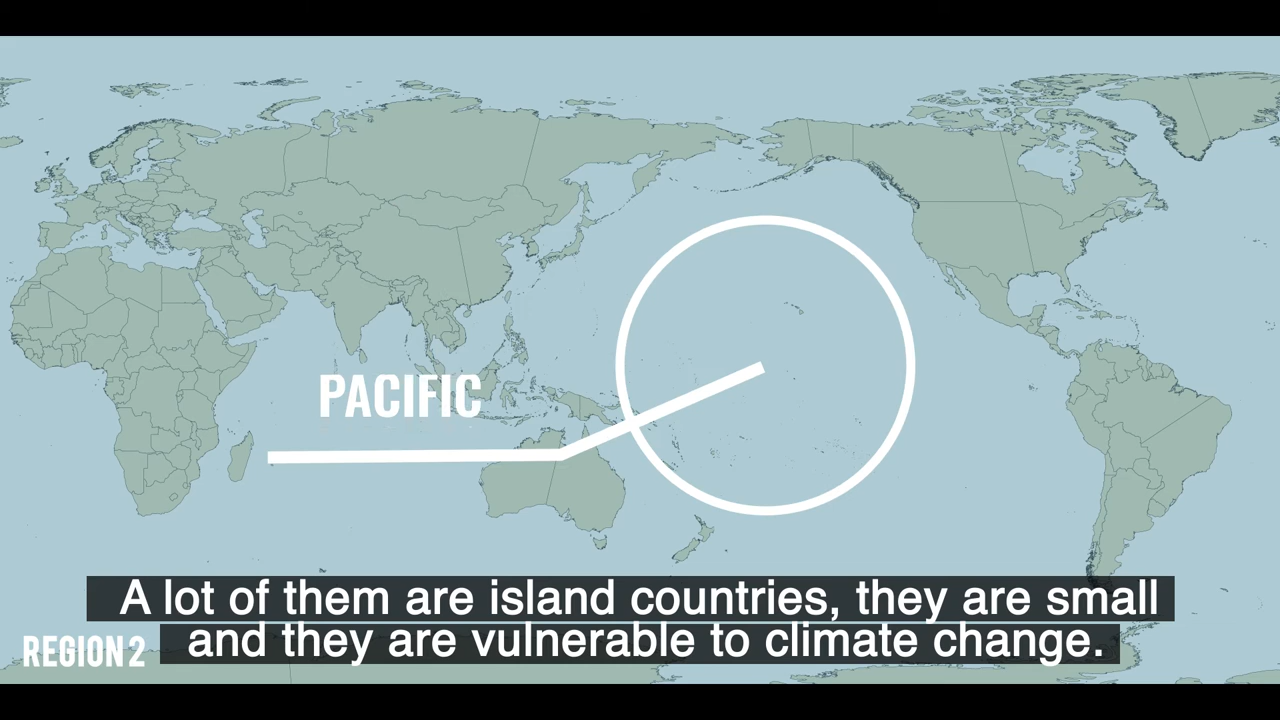 PACIFIC
A lot of them are island countries, they are small
and they are vulnerable to climate change.
REGION 2